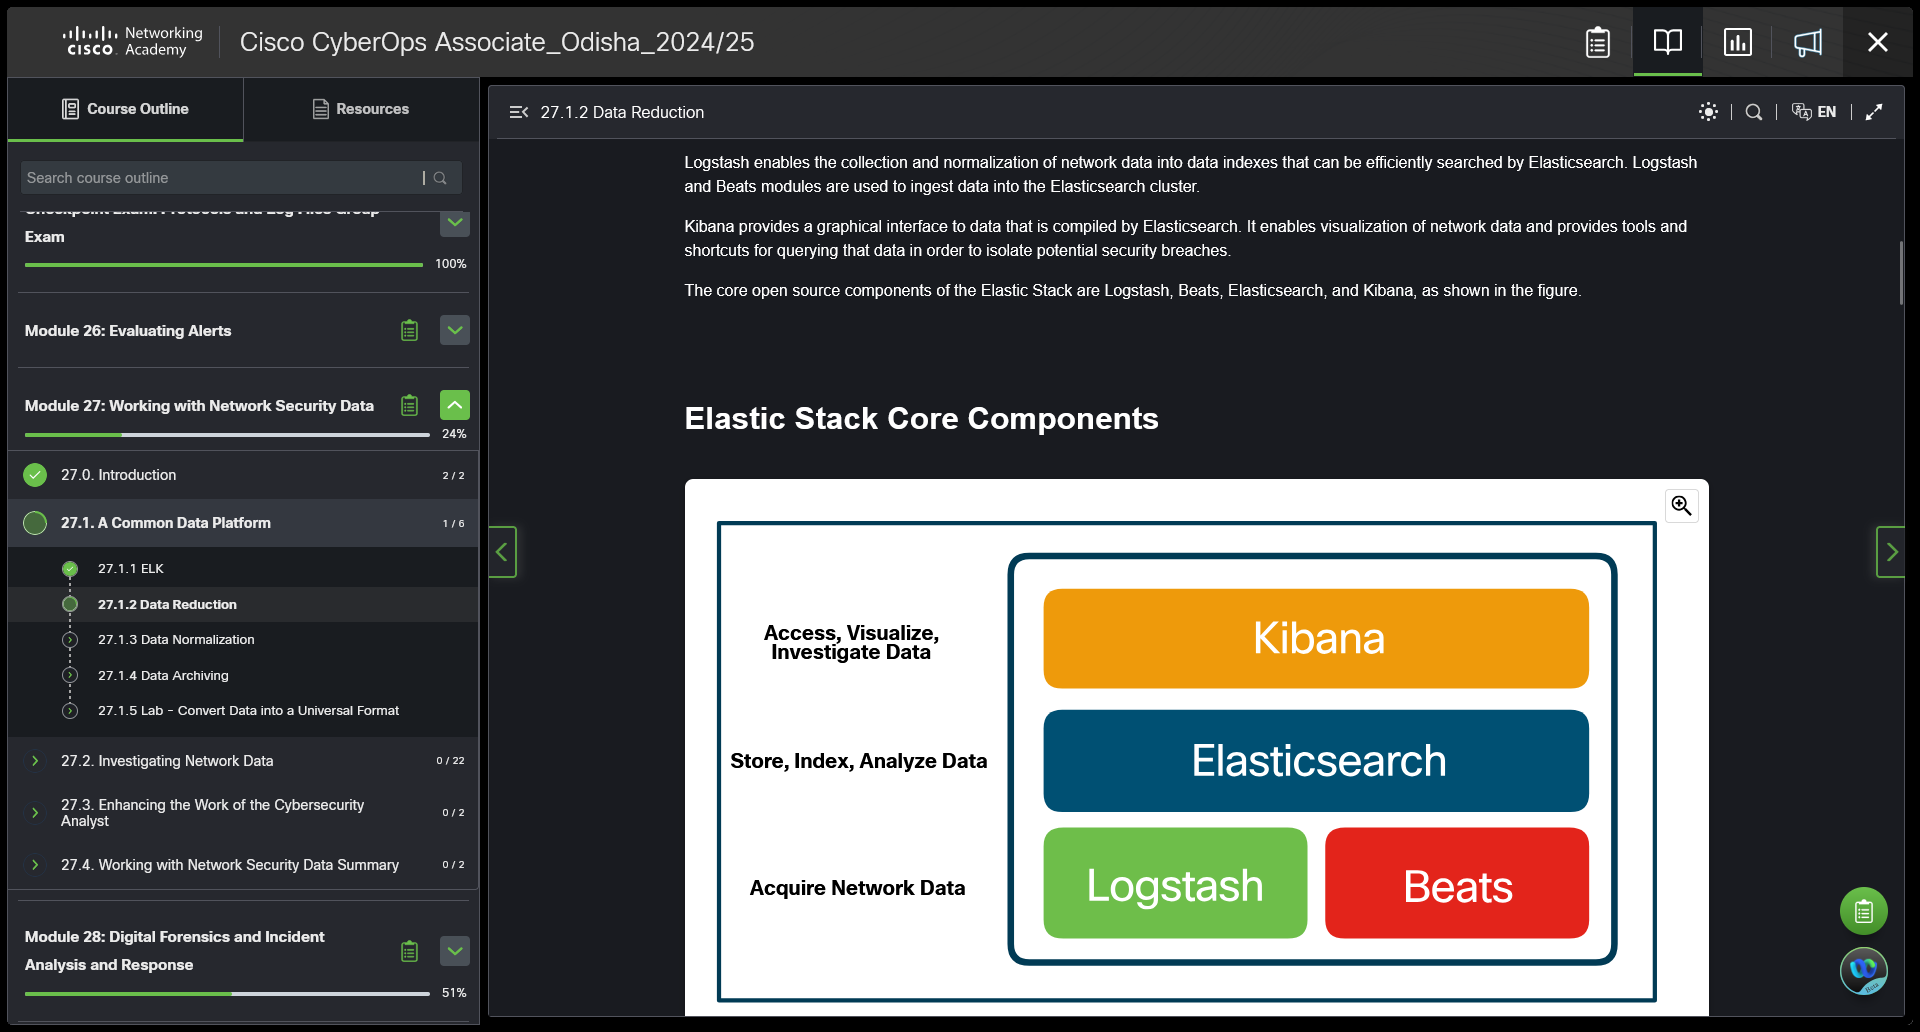 CISCO Networking Academy
Cisco CyberOps Associate_Odisha_2024/25
Course Outline
Resources
Search course outline
Checkpoint Exam: Protocols and Log Files Group
Exam
100%
Module 26: Evaluating Alerts
Module 27: Working with Network Security Data
24%
27.0. Introduction
2 / 2
27.1. A Common Data Platform
1 / 6
27.1.1 ELK
27.1.2 Data Reduction
27.1.3 Data Normalization
27.1.4 Data Archiving
27.1.5 Lab - Convert Data into a Universal Format
27.2. Investigating Network Data
0 / 22
27.3. Enhancing the Work of the Cybersecurity
Analyst
0 / 2
27.4. Working with Network Security Data Summary
0 / 2
Module 28: Digital Forensics and Incident
Analysis and Response
51%
27.1.2 Data Reduction
EN
Logstash enables the collection and normalization of network data into data indexes that can be efficiently searched by Elasticsearch. Logstash
and Beats modules are used to ingest data into the Elasticsearch cluster.
Kibana provides a graphical interface to data that is compiled by Elasticsearch. It enables visualization of network data and provides tools and
shortcuts for querying that data in order to isolate potential security breaches.
The core open source components of the Elastic Stack are Logstash, Beats, Elasticsearch, and Kibana, as shown in the figure.
Elastic Stack Core Components
Access, Visualize,
Investigate Data
Kibana
Store, Index, Analyze Data
Elasticsearch
Acquire Network Data
Logstash
Beats
Beta